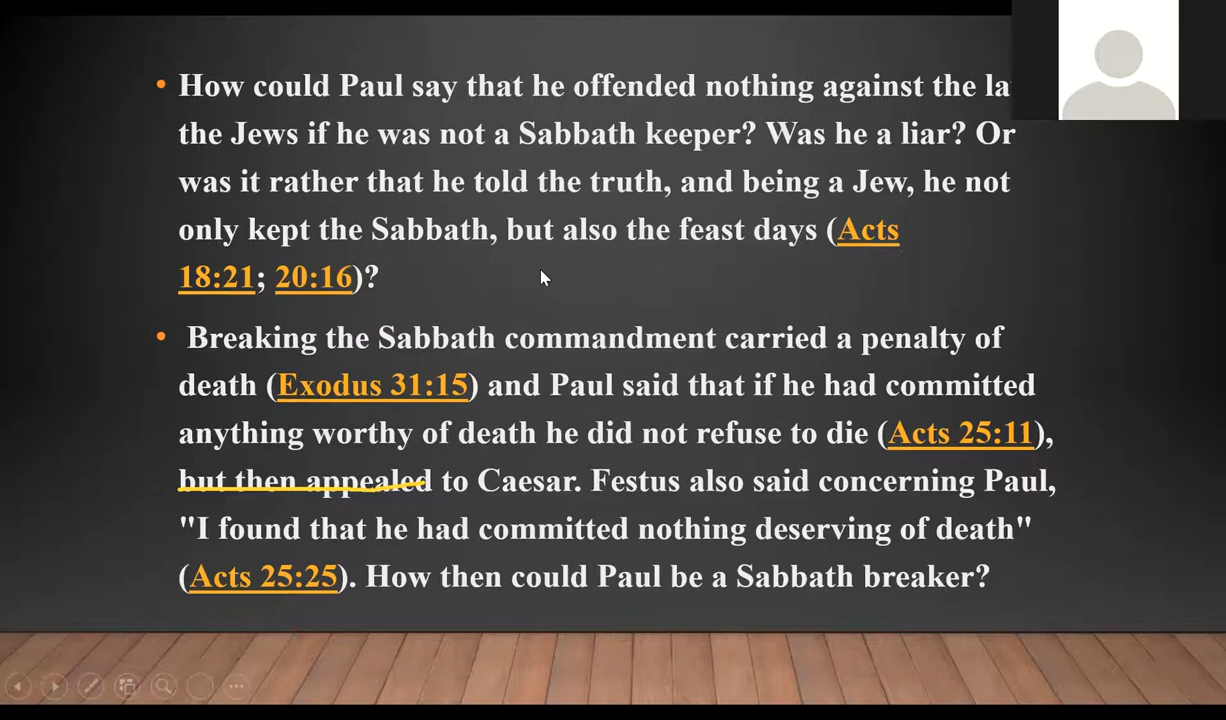 • How could Paul say that he offended nothing against the
the Jews if he was not a Sabbath keeper? Was he a liar? Or
was it rather that he told the truth, and being a Jew, he not
only kept the Sabbath, but also the feast days (Acts
18:21; 20:16)?
• Breaking the Sabbath commandment carried a penalty of
death (Exodus 31:15) and Paul said that if he had committed
anything worthy of death he did not refuse to die (Acts 25:11),
but then appealed to Caesar. Festus also said concerning Paul,
"I found that he had committed nothing deserving of death"
(Acts 25:25). How then could Paul be a Sabbath breaker?